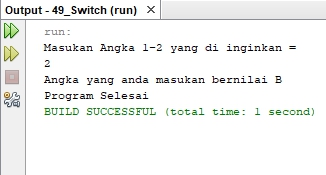 Output - 49_Switch (run) ×
run:
Masukan Angka 1-2 yang di inginkan =
2
Angka yang anda masukan bernilai B
Program Selesai
BUILD SUCCESSFUL (total time: 1 second)